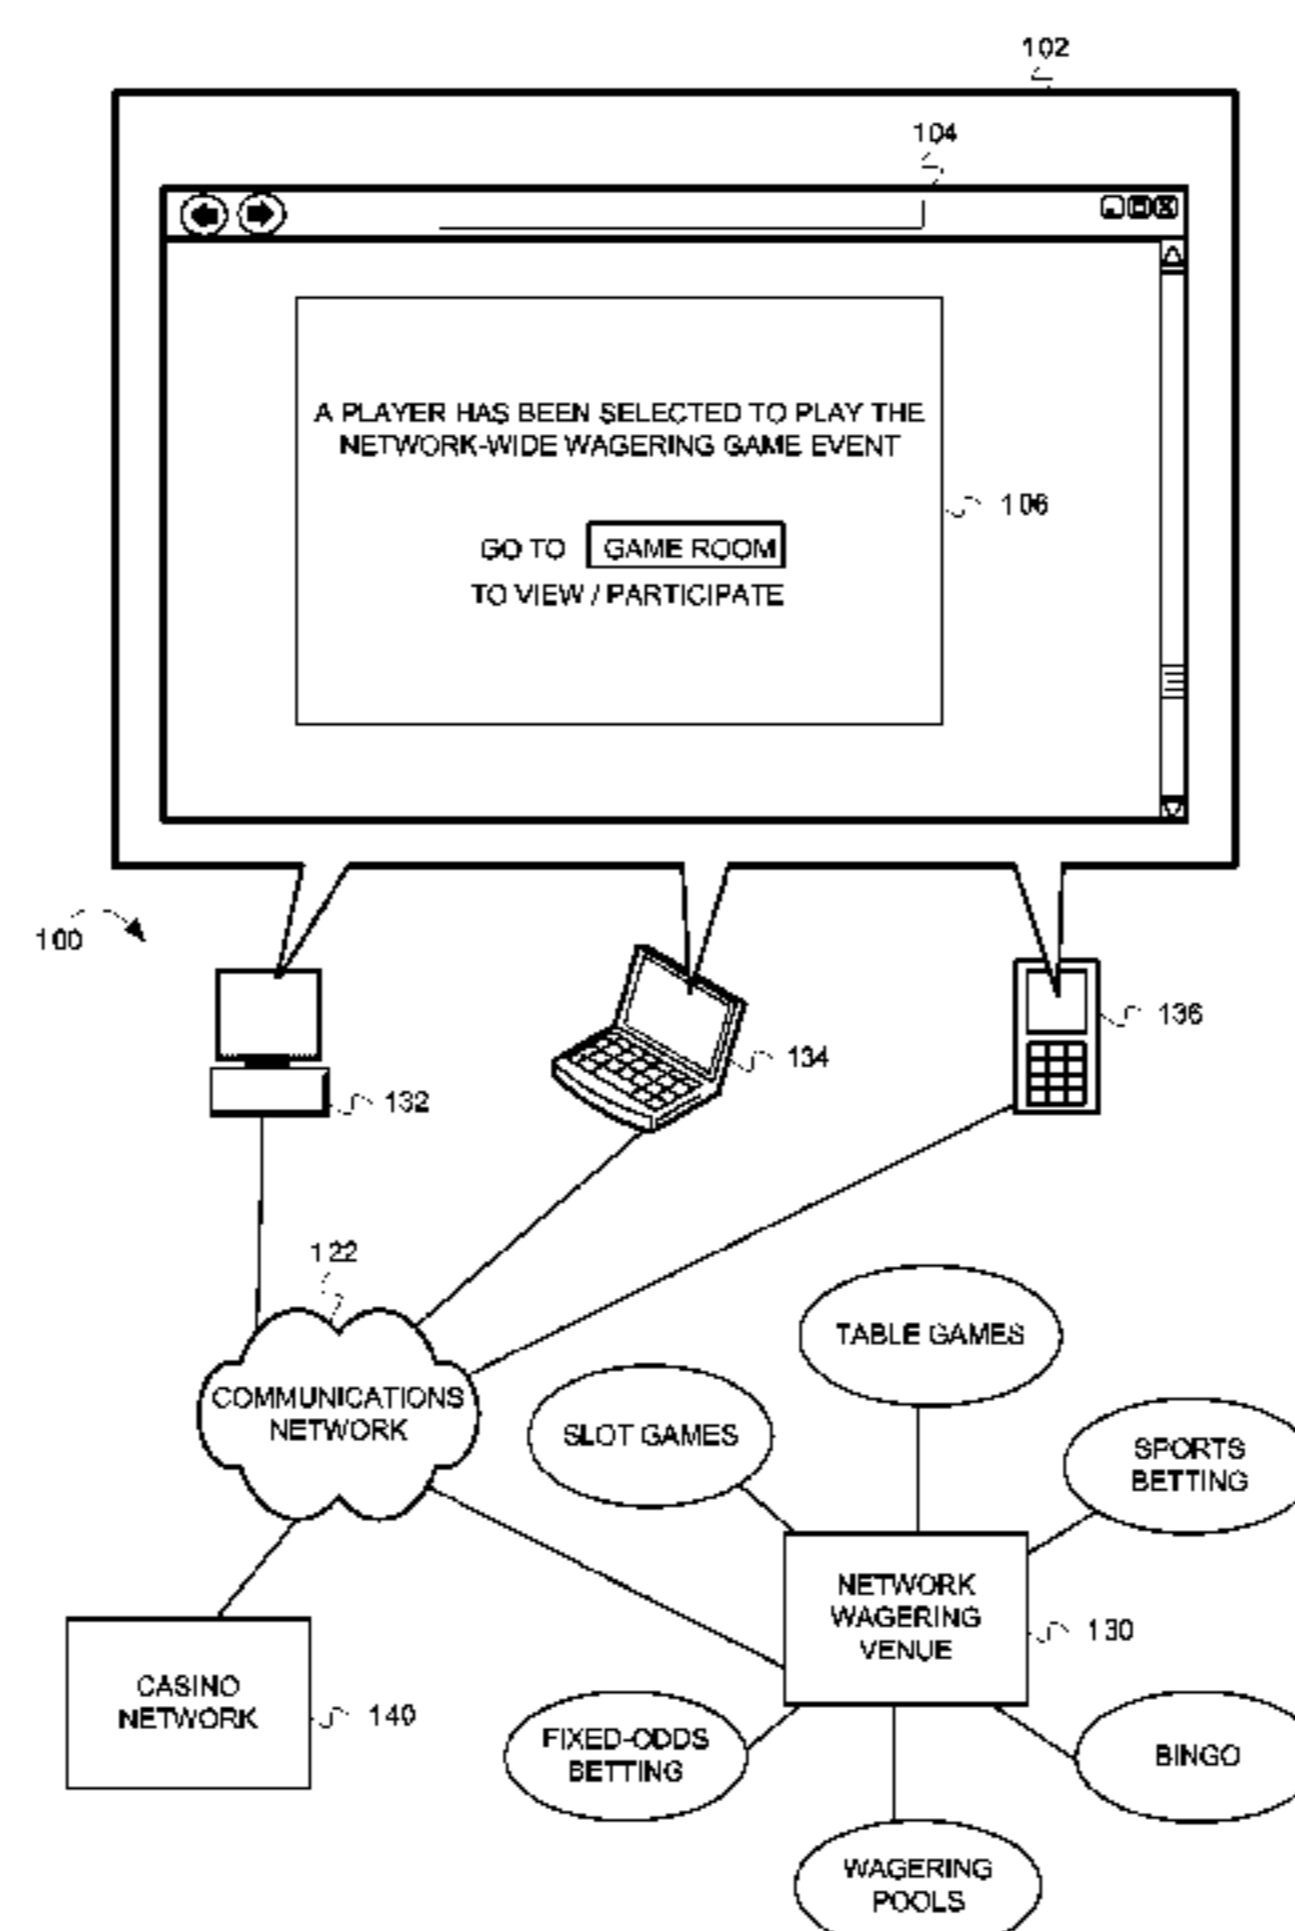 102
104
A PLAYER HAS BEEN SELECTED TO PLAY THE
NETWORK-WIDE WAGERING GAME EVENT
106
GO TO GAME ROOM
TO VIEW / PARTICIPATE
100
136
134
132
122
TABLE GAMES
COMMUNICATIONS
NETWORK
SLOT GAMES
SPORTS
BETTING
NETWORK
WAGERING
VENUE
130
CASINO
NETWORK
140
FIXED-ODDS
BETTING
BINGO
WAGERING
POOLS